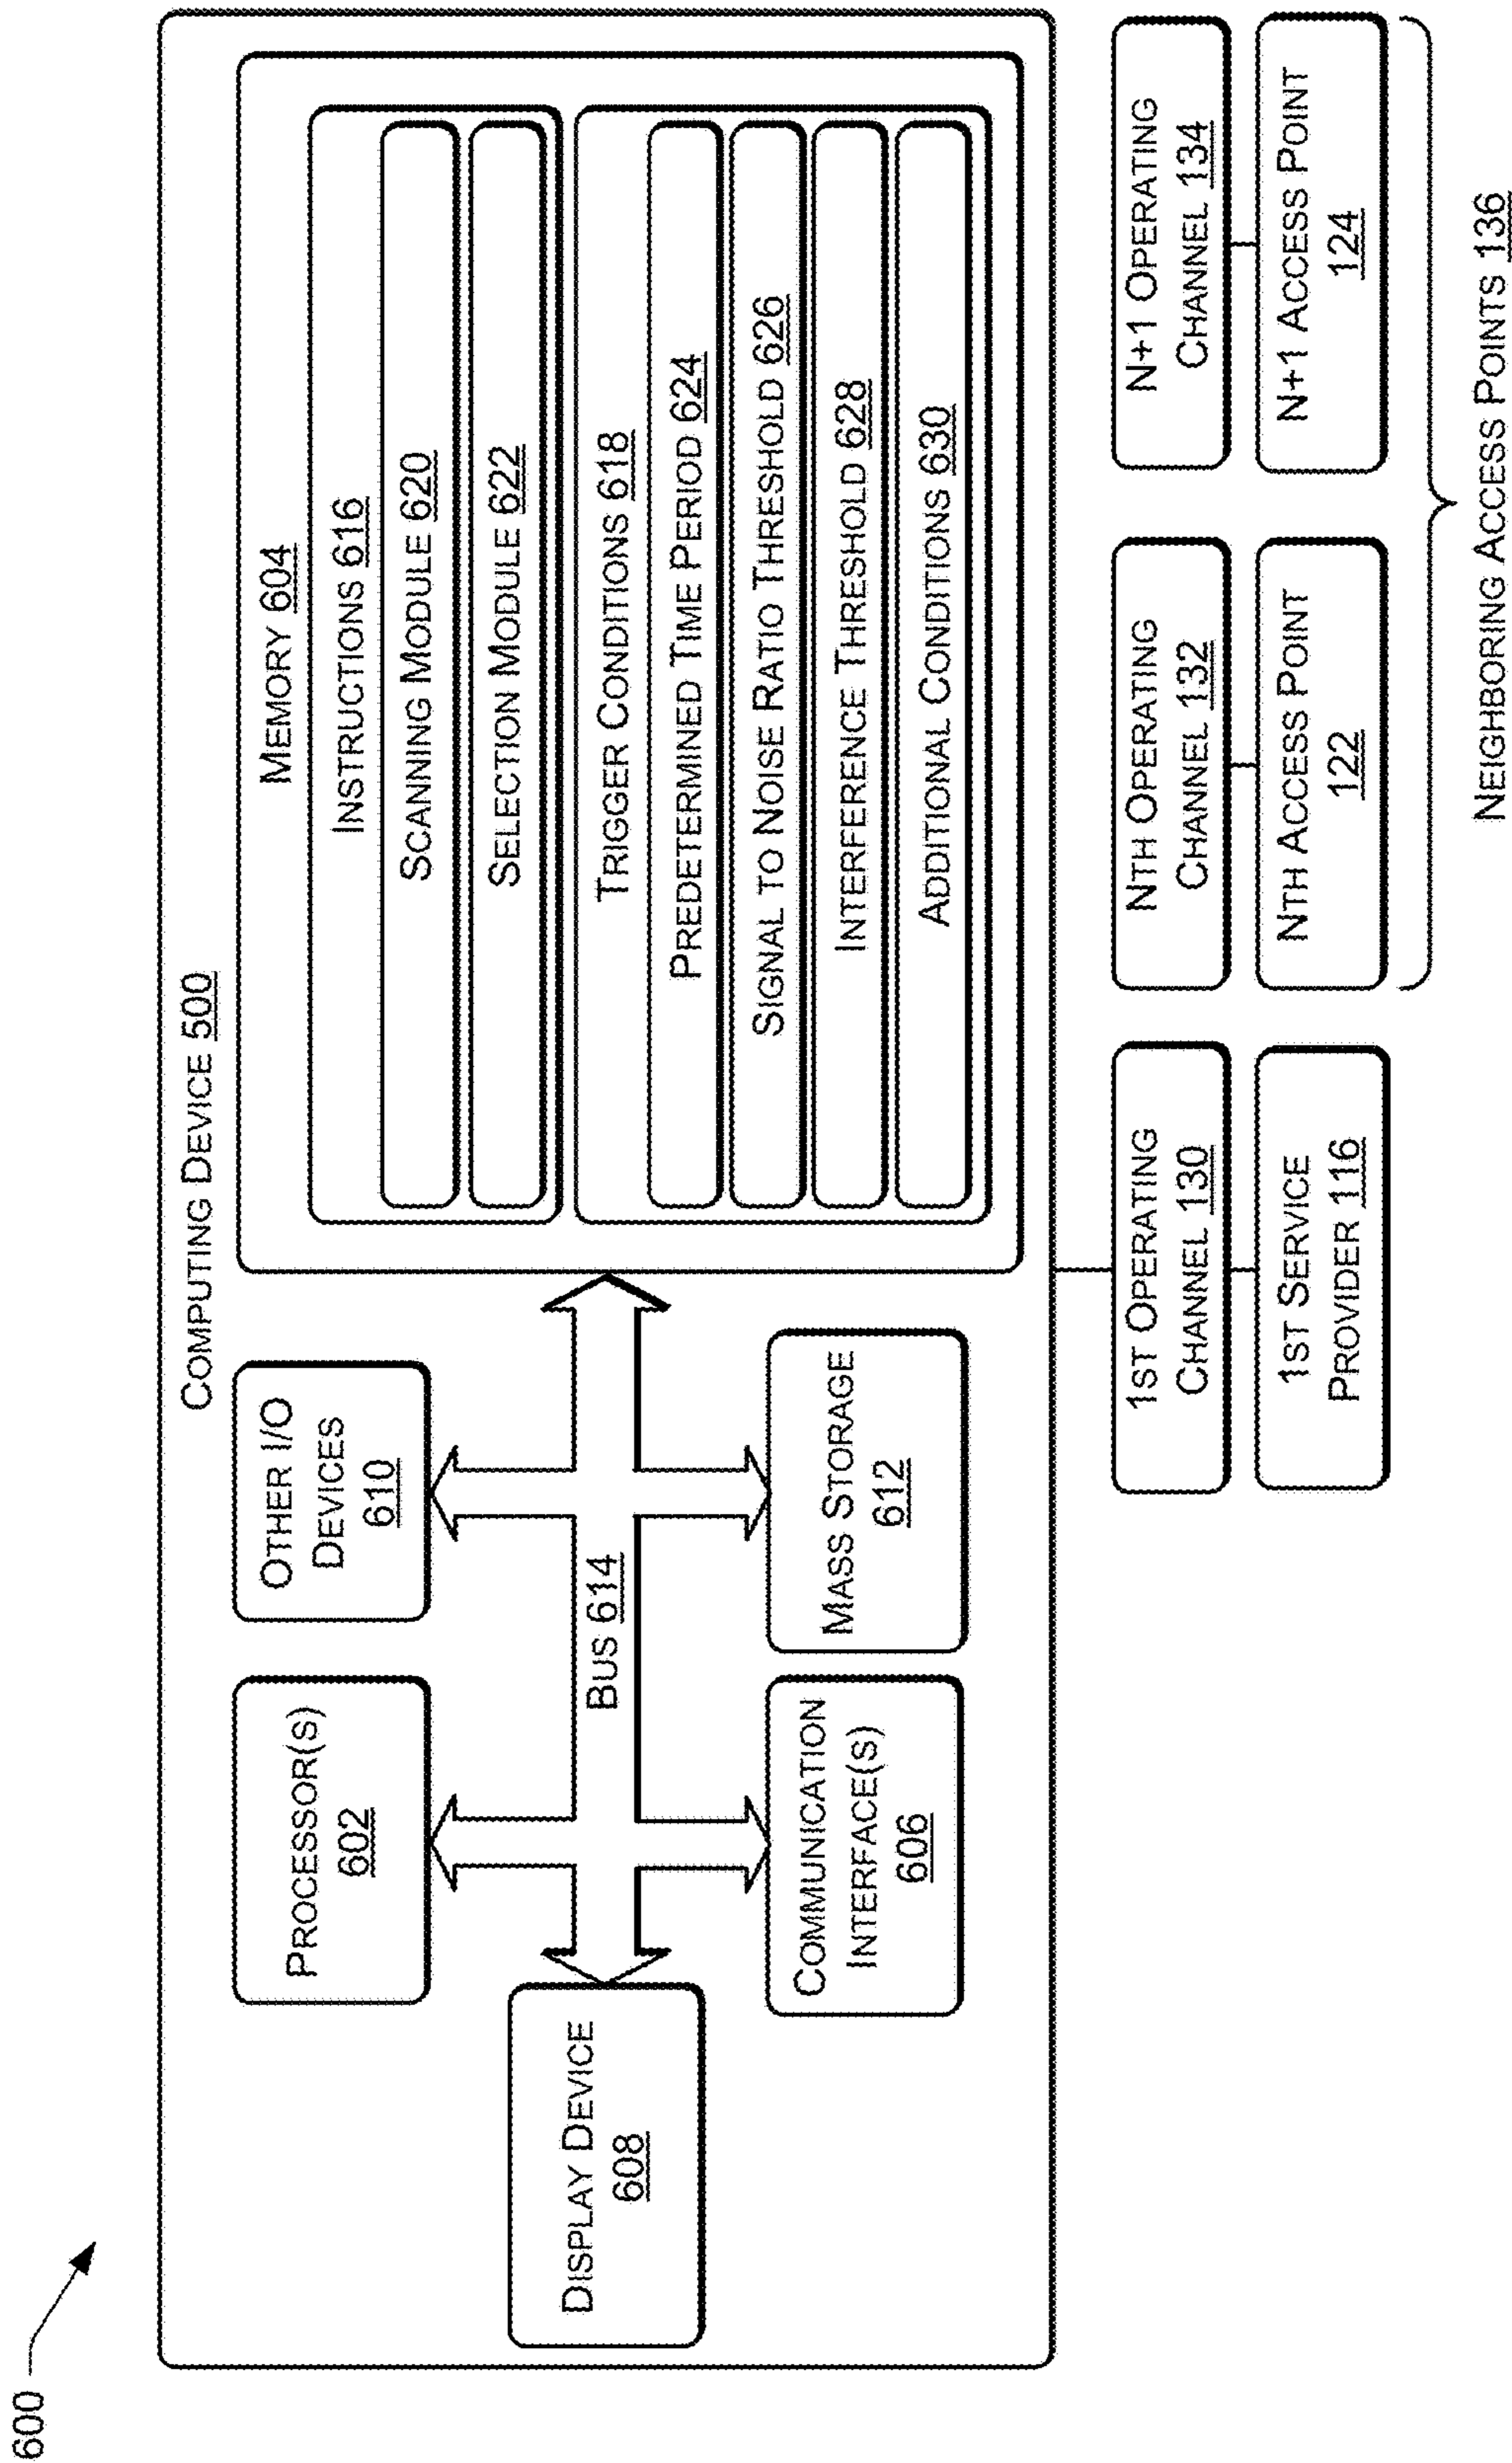 600
COMPUTING DEVICE 500
PROCESSOR(S)
602
OTHER I/O
DEVICES
610
DISPLAY DEVICE
608
BUS 614
COMMUNICATION
INTERFACE(S)
606
MASS STORAGE
612
MEMORY 604
INSTRUCTIONS 616
SCANNING MODULE 620
SELECTION MODULE 622
TRIGGER CONDITIONS 618
PREDETERMINED TIME PERIOD 624
SIGNAL TO NOISE RATIO THRESHOLD 626
INTERFERENCE THRESHOLD 628
ADDITIONAL CONDITIONS 630
1ST OPERATING
CHANNEL 130
1ST SERVICE
PROVIDER 116
NTH OPERATING
CHANNEL 132
NTH ACCESS POINT
122
N+1 OPERATING
CHANNEL 134
N+1 ACCESS POINT
124
NEIGHBORING ACCESS POINTS 136